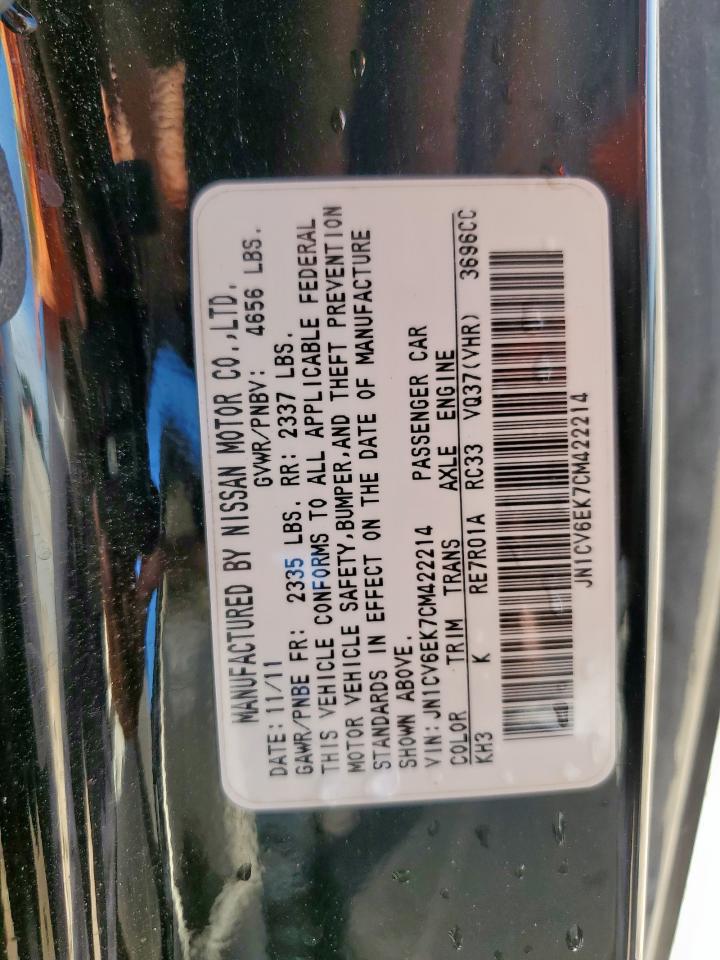 MANUFACTURED BY NISSAN MOTOR CO.,LTD.
DATE: 11/11 GVWR/PNBV: 4656 LBS.
GAWR/PNBE FR: 2335 LBS. RR: 2337 LBS.
THIS VEHICLE CONFORMS TO ALL APPLICABLE FEDERAL
MOTOR VEHICLE SAFETY,BUMPER,AND THEFT PREVENTION
STANDARDS IN EFFECT ON THE DATE OF MANUFACTURE
SHOWN ABOVE.
VIN: JN1CV6EK7CM422214 PASSENGER CAR
COLOR TRIM TRANS AXLE ENGINE
KH3 K RE7R01A RC33 VQ37(VHR) 3696CC
JN1CV6EK7CM422214